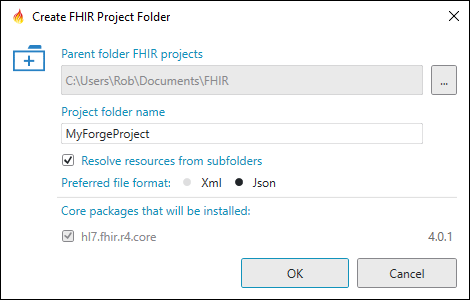 Create FHIR Project Folder
Parent folder FHIR projects
C:\Users\Rob\Documents\FHIR
...
Project folder name
MyForgeProject
Resolve resources from subfolders
Preferred file format: Xml Json
Core packages that will be installed:
hl7.fhir.r4.core 4.0.1
OK Cancel